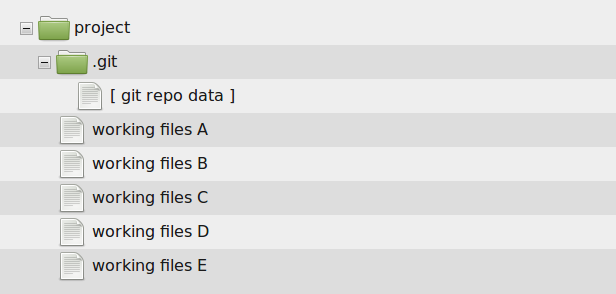 project
.git
[ git repo data ]
working files A
working files B
working files C
working files D
working files E